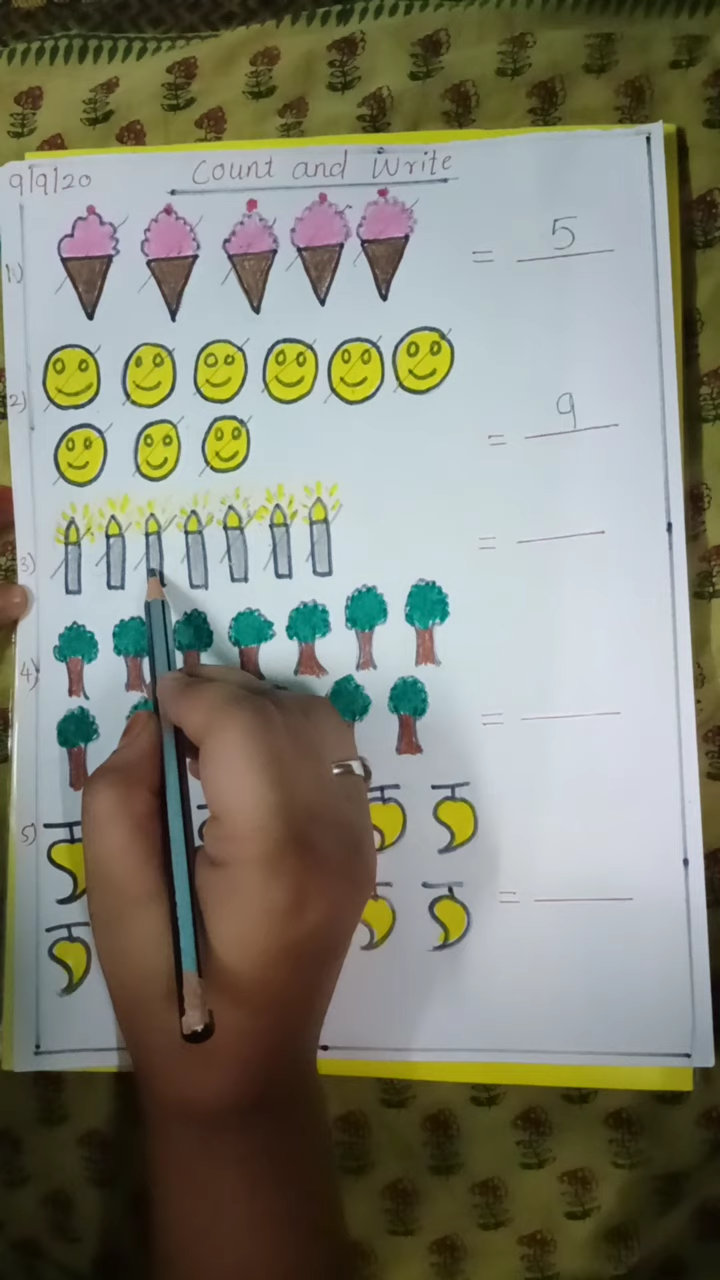 9/9/20 Count and Write
1) = 5
2) = 9
3) =
4) =
5) =